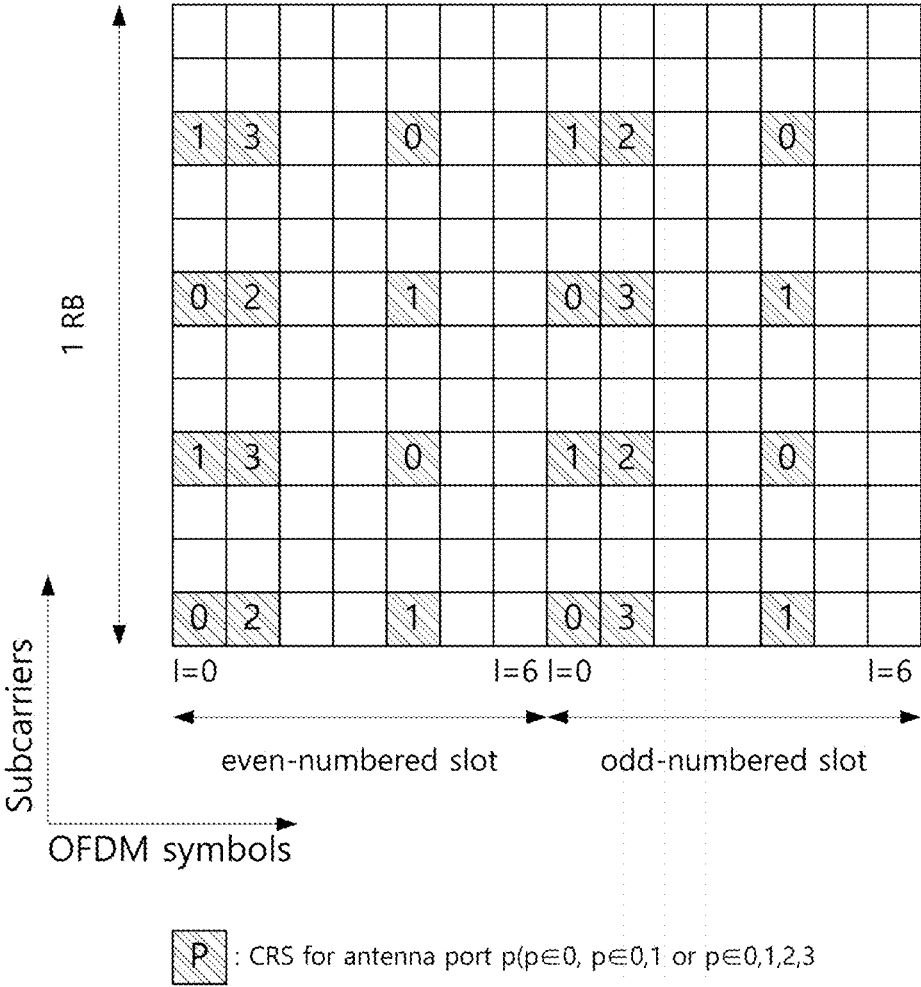 1 3 0 1 2 0
0 2 1 0 3 1
1 RB
1 3 0 1 2 0
0 2 1 0 3 1
l=0 l=6 l=0 l=6
even-numbered slot odd-numbered slot
Subcarriers
OFDM symbols
P : CRS for antenna port p(p∈0, p∈0,1 or p∈0,1,2,3